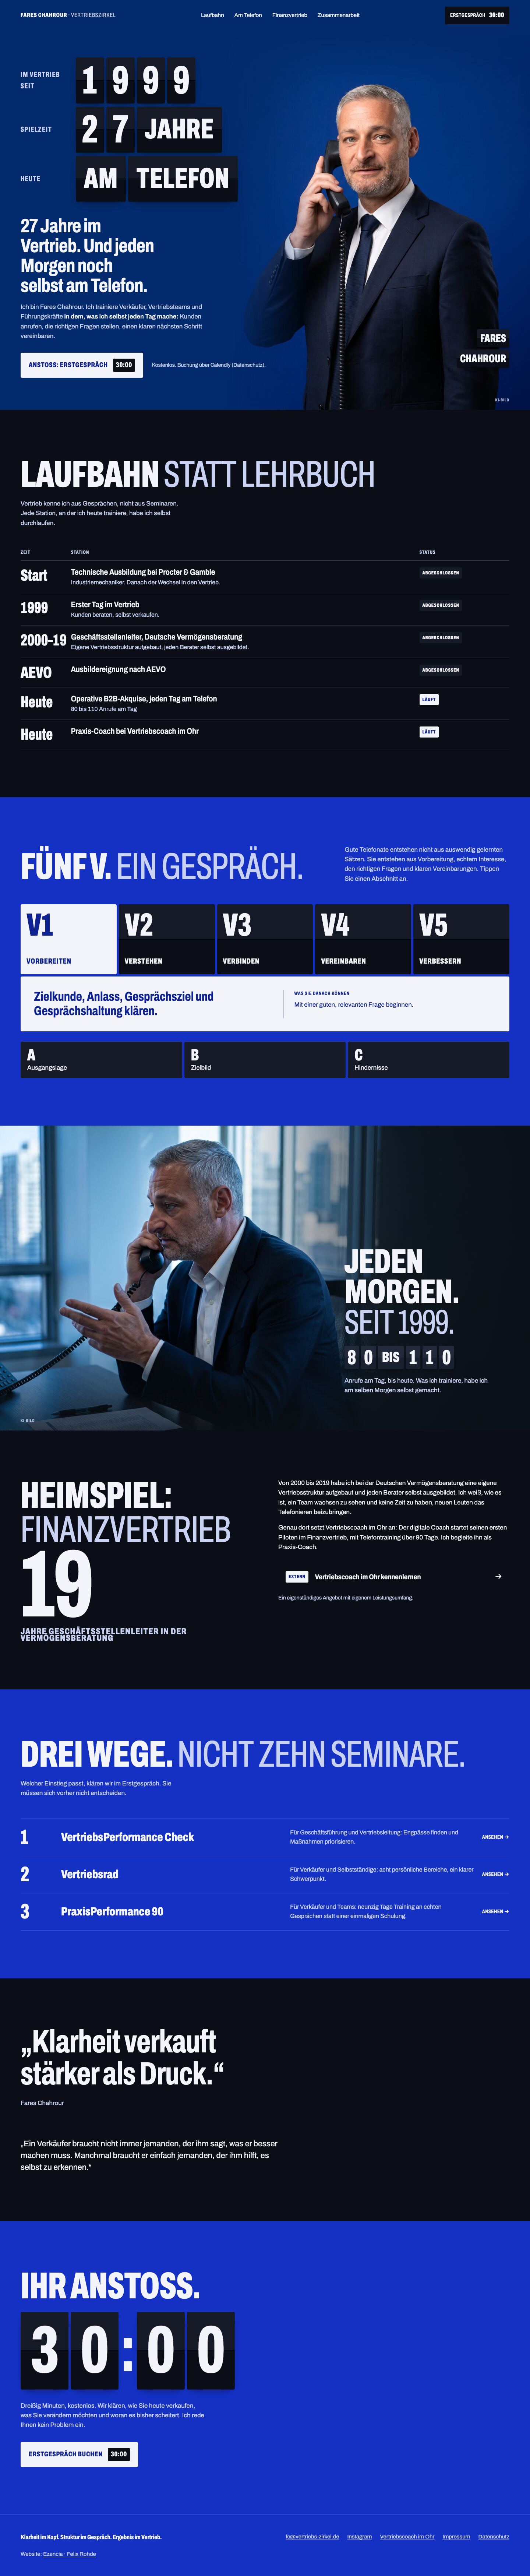 FARES CHAHROUR · VERTRIEBSZIRKEL
Laufbahn Am Telefon Finanzvertrieb Zusammenarbeit
ERSTGESPRÄCH 30:00
IM VERTRIEB
SEIT
1 9 9 9
SPIELZEIT
2 7 JAHRE
HEUTE
AM TELEFON
27 Jahre im
Vertrieb. Und jeden
Morgen noch
selbst am Telefon.
Ich bin Fares Chahrour. Ich trainiere Verkäufer, Vertriebsteams und
Führungskräfte in dem, was ich selbst jeden Tag mache: Kunden
anrufen, die richtigen Fragen stellen, einen klaren nächsten Schritt
vereinbaren.
ANSTOSS: ERSTGESPRÄCH 30:00
Kostenlos. Buchung über Calendly (Datenschutz).
FARES
CHAHROUR
KI-BILD
LAUFBAHN STATT LEHRBUCH
Vertrieb kenne ich aus Gesprächen, nicht aus Seminaren.
Jede Station, an der ich heute trainiere, habe ich selbst
durchlaufen.
ZEIT STATION STATUS
Start Technische Ausbildung bei Procter & Gamble ABGESCHLOSSEN
Industriemechaniker. Danach der Wechsel in den Vertrieb.
1999 Erster Tag im Vertrieb ABGESCHLOSSEN
Kunden beraten, selbst verkaufen.
2000–19 Geschäftsstellenleiter, Deutsche Vermögensberatung ABGESCHLOSSEN
Eigene Vertriebsstruktur aufgebaut, jeden Berater selbst ausgebildet.
AEVO Ausbildereignung nach AEVO ABGESCHLOSSEN
Heute Operative B2B-Akquise, jeden Tag am Telefon LÄUFT
80 bis 110 Anrufe am Tag
Heute Praxis-Coach bei Vertriebscoach im Ohr LÄUFT
FÜNF V. EIN GESPRÄCH.
Gute Telefonate entstehen nicht aus auswendig gelernten
Sätzen. Sie entstehen aus Vorbereitung, echtem Interesse,
den richtigen Fragen und klaren Vereinbarungen. Tippen
Sie einen Abschnitt an.
V1 V2 V3 V4 V5
VORBEREITEN VERSTEHEN VERBINDEN VEREINBAREN VERBESSERN
Zielkunde, Anlass, Gesprächsziel und
Gesprächshaltung klären.
WAS SIE DANACH KÖNNEN
Mit einer guten, relevanten Frage beginnen.
A B C
Ausgangslage Zielbild Hindernisse
JEDEN
MORGEN.
SEIT 1999.
8 0 BIS 1 1 0
Anrufe am Tag, bis heute. Was ich trainiere, habe ich
am selben Morgen selbst gemacht.
KI-BILD
HEIMSPIEL:
FINANZVERTRIEB
19
JAHRE GESCHÄFTSSTELLENLEITER IN DER
VERMÖGENSBERATUNG
Von 2000 bis 2019 habe ich bei der Deutschen Vermögensberatung eine eigene
Vertriebsstruktur aufgebaut und jeden Berater selbst ausgebildet. Ich weiß, wie es
ist, ein Team wachsen zu sehen und keine Zeit zu haben, neuen Leuten das
Telefonieren beizubringen.
Genau dort setzt Vertriebscoach im Ohr an: Der digitale Coach startet seinen ersten
Piloten im Finanzvertrieb, mit Telefontraining über 90 Tage. Ich begleite ihn als
Praxis-Coach.
EXTERN Vertriebscoach im Ohr kennenlernen →
Ein eigenständiges Angebot mit eigenem Leistungsumfang.
DREI WEGE. NICHT ZEHN SEMINARE.
Welcher Einstieg passt, klären wir im Erstgespräch. Sie
müssen sich vorher nicht entscheiden.
1 VertriebsPerformance Check
Für Geschäftsführung und Vertriebsleitung: Engpässe finden und
Maßnahmen priorisieren.
ANSEHEN →
2 Vertriebsrad
Für Verkäufer und Selbstständige: acht persönliche Bereiche, ein klarer
Schwerpunkt.
ANSEHEN →
3 PraxisPerformance 90
Für Verkäufer und Teams: neunzig Tage Training an echten
Gesprächen statt einer einmaligen Schulung.
ANSEHEN →
„Klarheit verkauft
stärker als Druck.“
Fares Chahrour
„Ein Verkäufer braucht nicht immer jemanden, der ihm sagt, was er besser
machen muss. Manchmal braucht er einfach jemanden, der ihm hilft, es
selbst zu erkennen.“
IHR ANSTOSS.
3 0 : 0 0
Dreißig Minuten, kostenlos. Wir klären, wie Sie heute verkaufen,
was Sie verändern möchten und woran es bisher scheitert. Ich rede
Ihnen kein Problem ein.
ERSTGESPRÄCH BUCHEN 30:00
Klarheit im Kopf. Struktur im Gespräch. Ergebnis im Vertrieb.
fc@vertriebs-zirkel.de Instagram Vertriebscoach im Ohr Impressum Datenschutz
Website: Ezencia · Felix Rohde